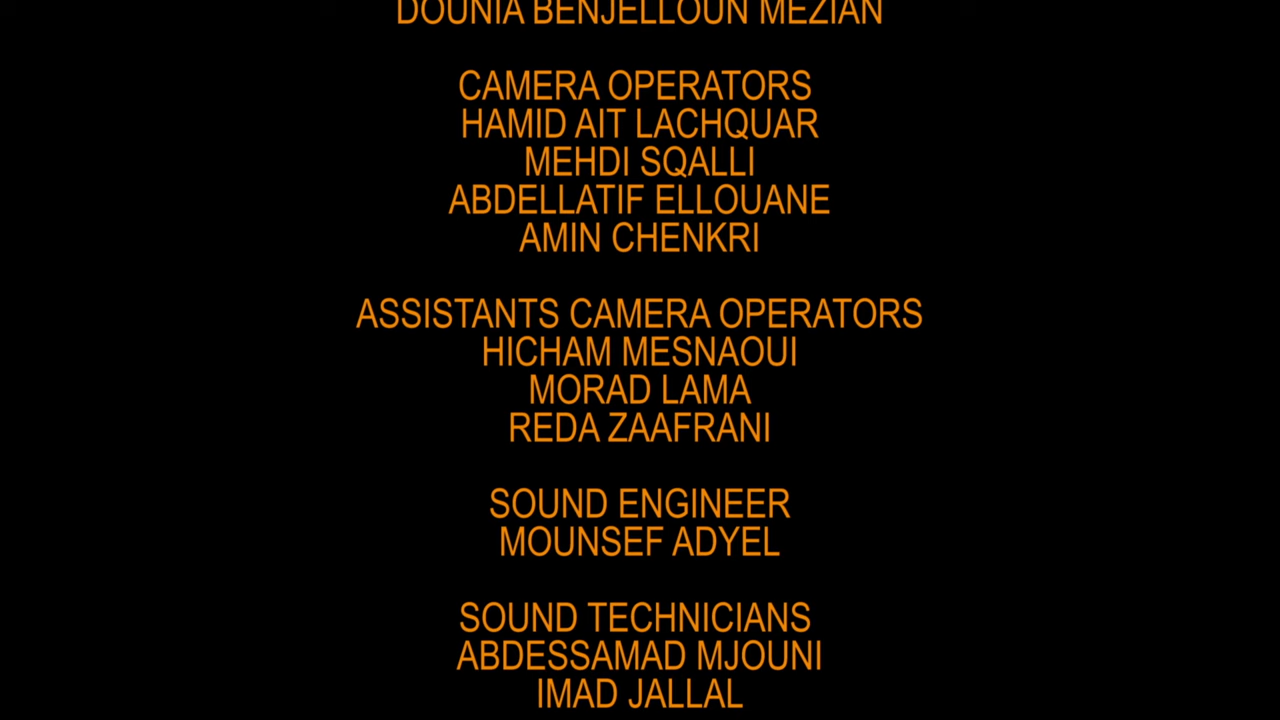 DOUNIA BENJELLOUN MEZIAN
CAMERA OPERATORS
HAMID AIT LACHQUAR
MEHDI SQALLI
ABDELLATIF ELLOUANE
AMIN CHENKRI
ASSISTANTS CAMERA OPERATORS
HICHAM MESNAOUI
MORAD LAMA
REDA ZAAFRANI
SOUND ENGINEER
MOUNSEF ADYEL
SOUND TECHNICIANS
ABDESSAMAD MJOUNI
IMAD JALLAL